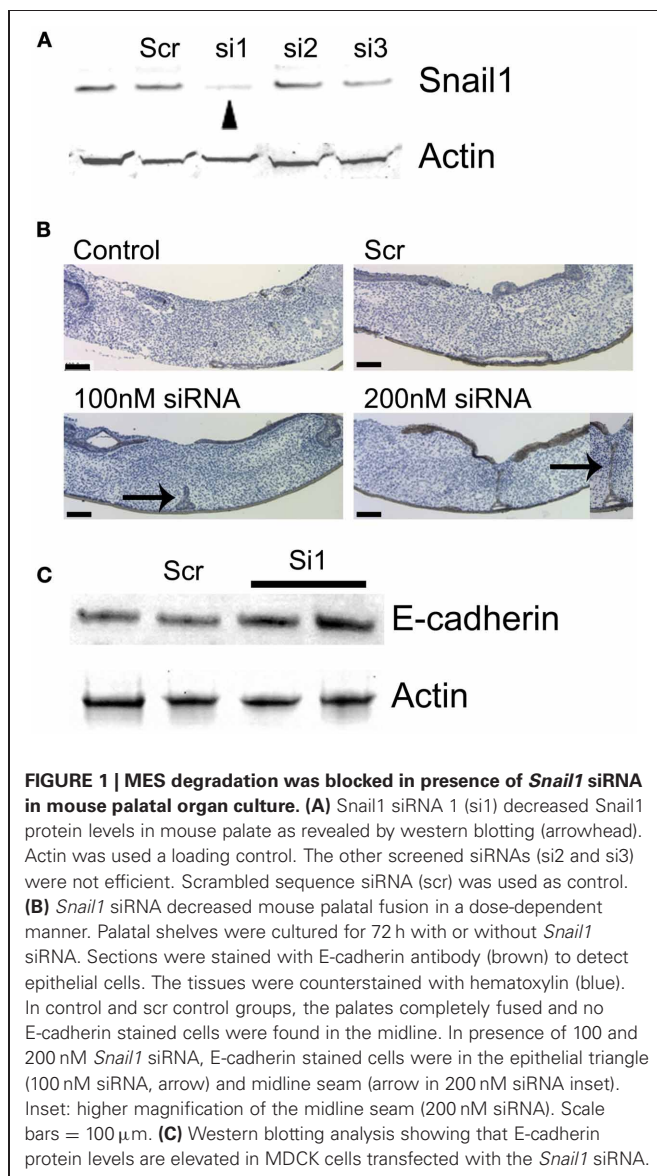 A
Scr si1 si2 si3
Snail1
Actin
B
Control Scr
100nM siRNA 200nM siRNA
C
Scr Si1
E-cadherin
Actin
FIGURE 1 | MES degradation was blocked in presence of Snail1 siRNA
in mouse palatal organ culture. (A) Snail1 siRNA 1 (si1) decreased Snail1
protein levels in mouse palate as revealed by western blotting (arrowhead).
Actin was used a loading control. The other screened siRNAs (si2 and si3)
were not efficient. Scrambled sequence siRNA (scr) was used as control.
(B) Snail1 siRNA decreased mouse palatal fusion in a dose-dependent
manner. Palatal shelves were cultured for 72 h with or without Snail1
siRNA. Sections were stained with E-cadherin antibody (brown) to detect
epithelial cells. The tissues were counterstained with hematoxylin (blue).
In control and scr control groups, the palates completely fused and no
E-cadherin stained cells were found in the midline. In presence of 100 and
200 nM Snail1 siRNA, E-cadherin stained cells were in the epithelial triangle
(100 nM siRNA, arrow) and midline seam (arrow in 200 nM siRNA inset).
Inset: higher magnification of the midline seam (200 nM siRNA). Scale
bars = 100 μm. (C) Western blotting analysis showing that E-cadherin
protein levels are elevated in MDCK cells transfected with the Snail1 siRNA.